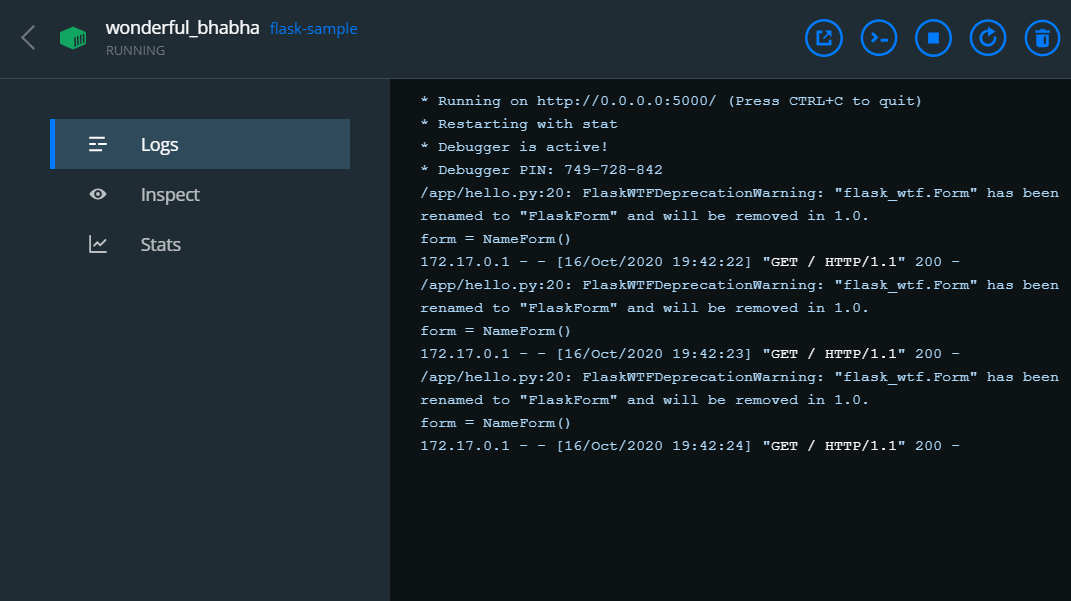 wonderful_bhabha flask-sample
RUNNING
Logs
Inspect
Stats
* Running on http://0.0.0.0:5000/ (Press CTRL+C to quit)
* Restarting with stat
* Debugger is active!
* Debugger PIN: 749-728-842
/app/hello.py:20: FlaskWTFDeprecationWarning: "flask_wtf.Form" has been
renamed to "FlaskForm" and will be removed in 1.0.
form = NameForm()
172.17.0.1 - - [16/Oct/2020 19:42:22] "GET / HTTP/1.1" 200 -
/app/hello.py:20: FlaskWTFDeprecationWarning: "flask_wtf.Form" has been
renamed to "FlaskForm" and will be removed in 1.0.
form = NameForm()
172.17.0.1 - - [16/Oct/2020 19:42:23] "GET / HTTP/1.1" 200 -
/app/hello.py:20: FlaskWTFDeprecationWarning: "flask_wtf.Form" has been
renamed to "FlaskForm" and will be removed in 1.0.
form = NameForm()
172.17.0.1 - - [16/Oct/2020 19:42:24] "GET / HTTP/1.1" 200 -